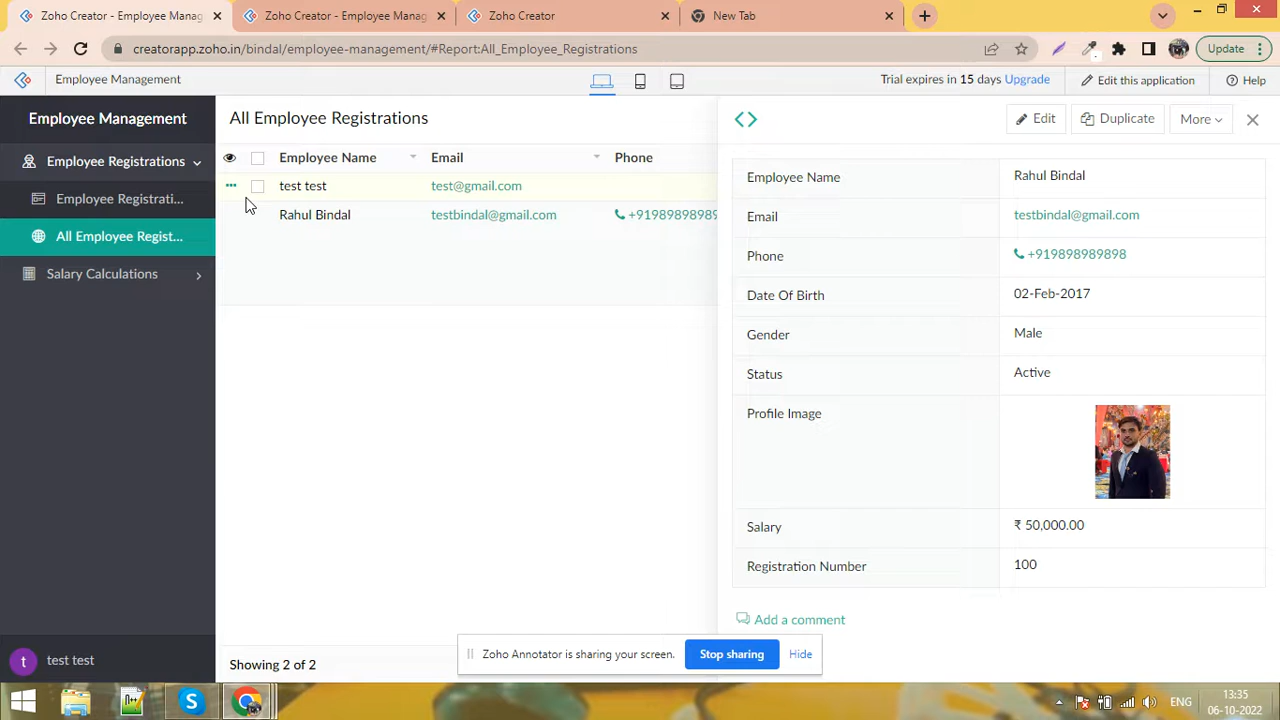 Zoho Creator - Employee Manag
Zoho Creator - Employee Manag
Zoho Creator
New Tab
creatorapp.zoho.in/bindal/employee-management/#Report:All_Employee_Registrations
Update
Employee Management
Trial expires in 15 days Upgrade
Edit this application
Help
Employee Management
Employee Registrations
Employee Registrati...
All Employee Regist...
Salary Calculations
test test
All Employee Registrations
Employee Name Email Phone
test test test@gmail.com
Rahul Bindal testbindal@gmail.com +91989898989
Showing 2 of 2
Edit Duplicate More
Employee Name Rahul Bindal
Email testbindal@gmail.com
Phone +919898989898
Date Of Birth 02-Feb-2017
Gender Male
Status Active
Profile Image
Salary ₹ 50,000.00
Registration Number 100
Add a comment
Zoho Annotator is sharing your screen. Stop sharing Hide
ENG
13:35
06-10-2022